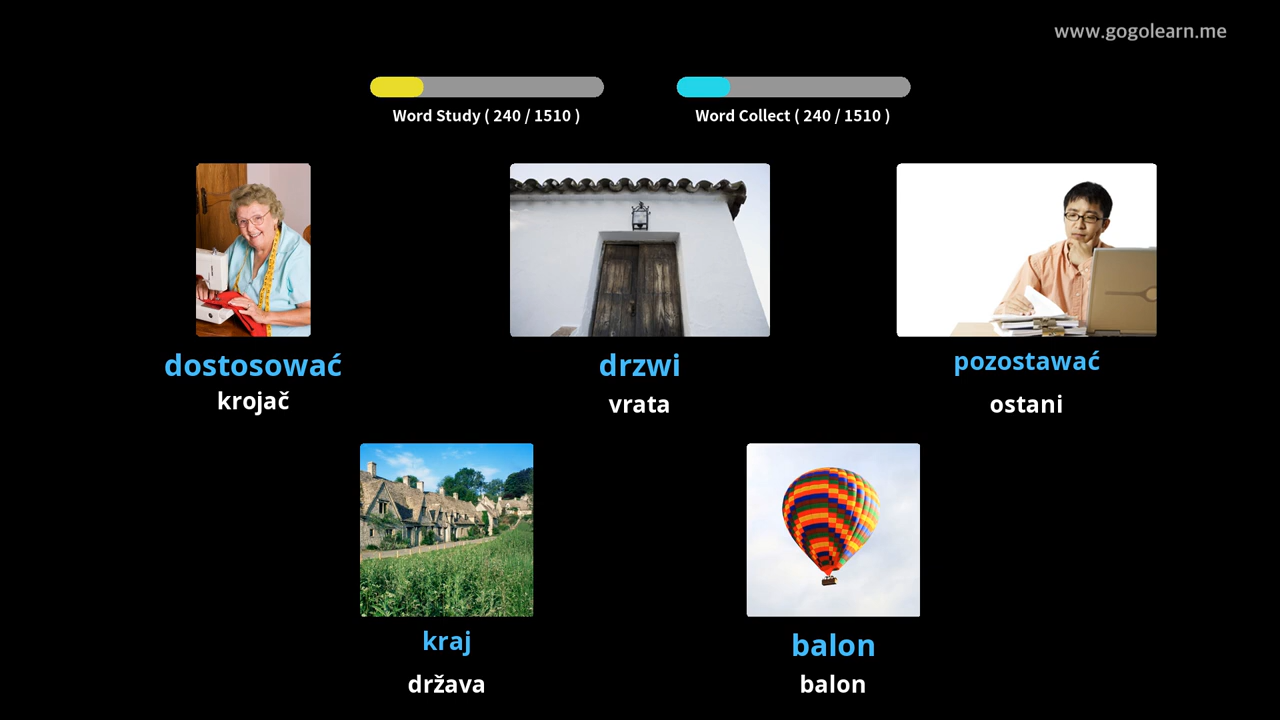 www.gogolearn.me
Word Study ( 240 / 1510 )
Word Collect ( 240 / 1510 )
dostosować
krojač
drzwi
vrata
pozostawać
ostani
kraj
država
balon
balon